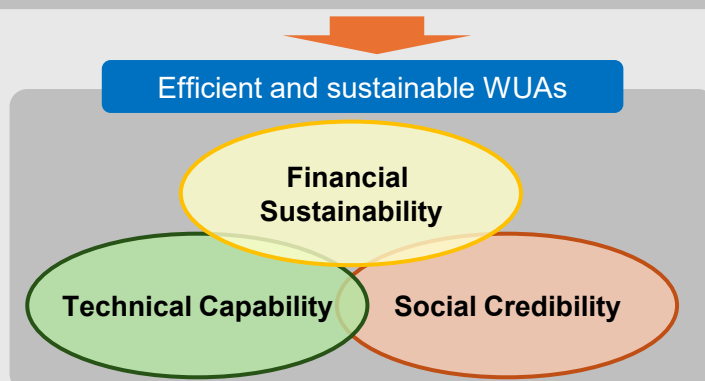 Efficient and sustainable WUAs
Financial
Sustainability
Technical Capability
Social Credibility